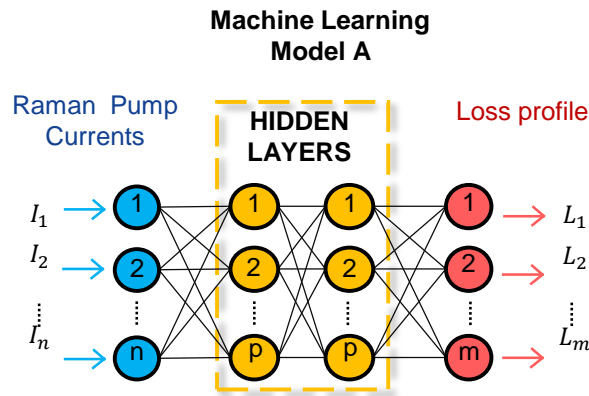 Machine Learning
Model A
Raman Pump
Currents
HIDDEN
LAYERS
Loss profile
I₁ 1 1 1 1 L₁
I₂ 2 2 2 2 L₂
Iₙ n p p m Lₘ